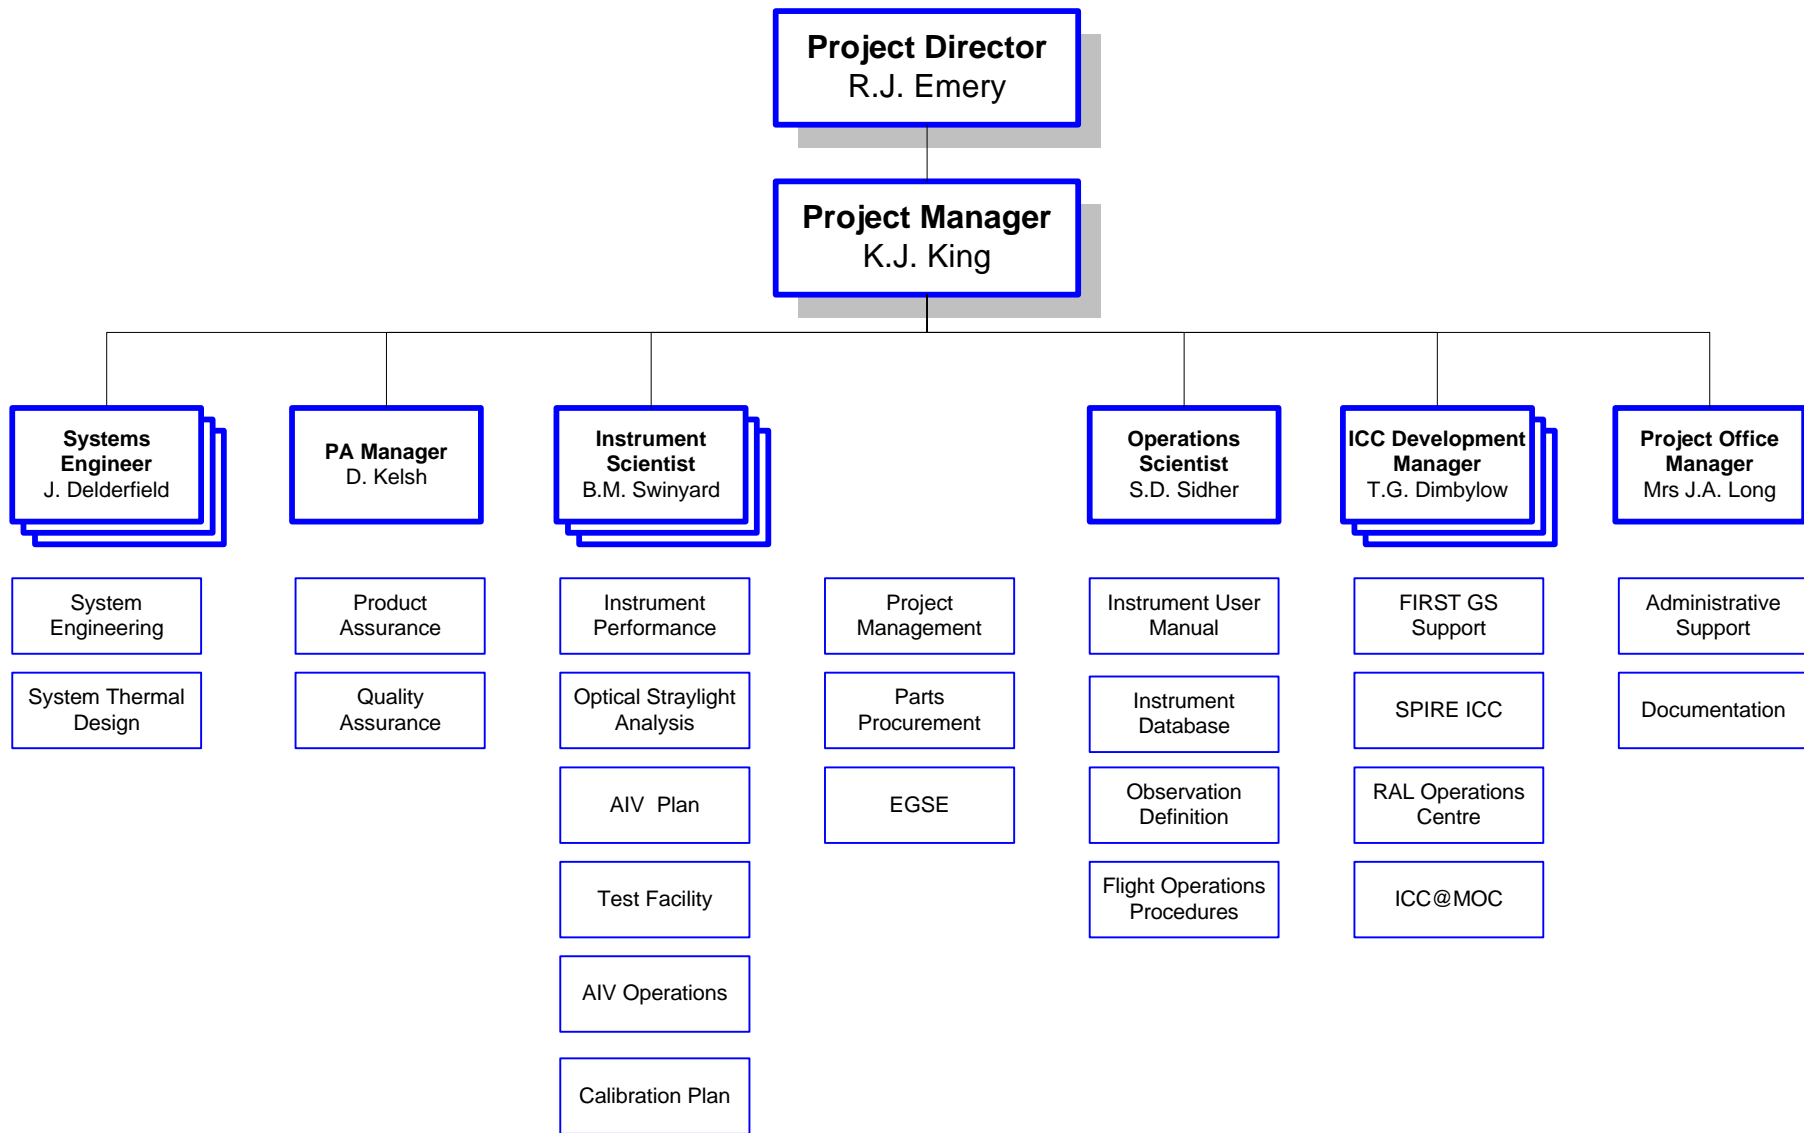 Project Director
R.J. Emery
Project Manager
K.J. King
Systems
Engineer
J. Delderfield
PA Manager
D. Kelsh
Instrument
Scientist
B.M. Swinyard
Operations
Scientist
S.D. Sidher
ICC Development
Manager
T.G. Dimbylow
Project Office
Manager
Mrs J.A. Long
System
Engineering
Product
Assurance
Instrument
Performance
Project
Management
Instrument User
Manual
FIRST GS
Support
Administrative
Support
System Thermal
Design
Quality
Assurance
Optical Straylight
Analysis
Parts
Procurement
Instrument
Database
SPIRE ICC
Documentation
AIV  Plan
EGSE
Observation
Definition
RAL Operations
Centre
Test Facility
Flight Operations
Procedures
ICC@MOC
AIV Operations
Calibration Plan